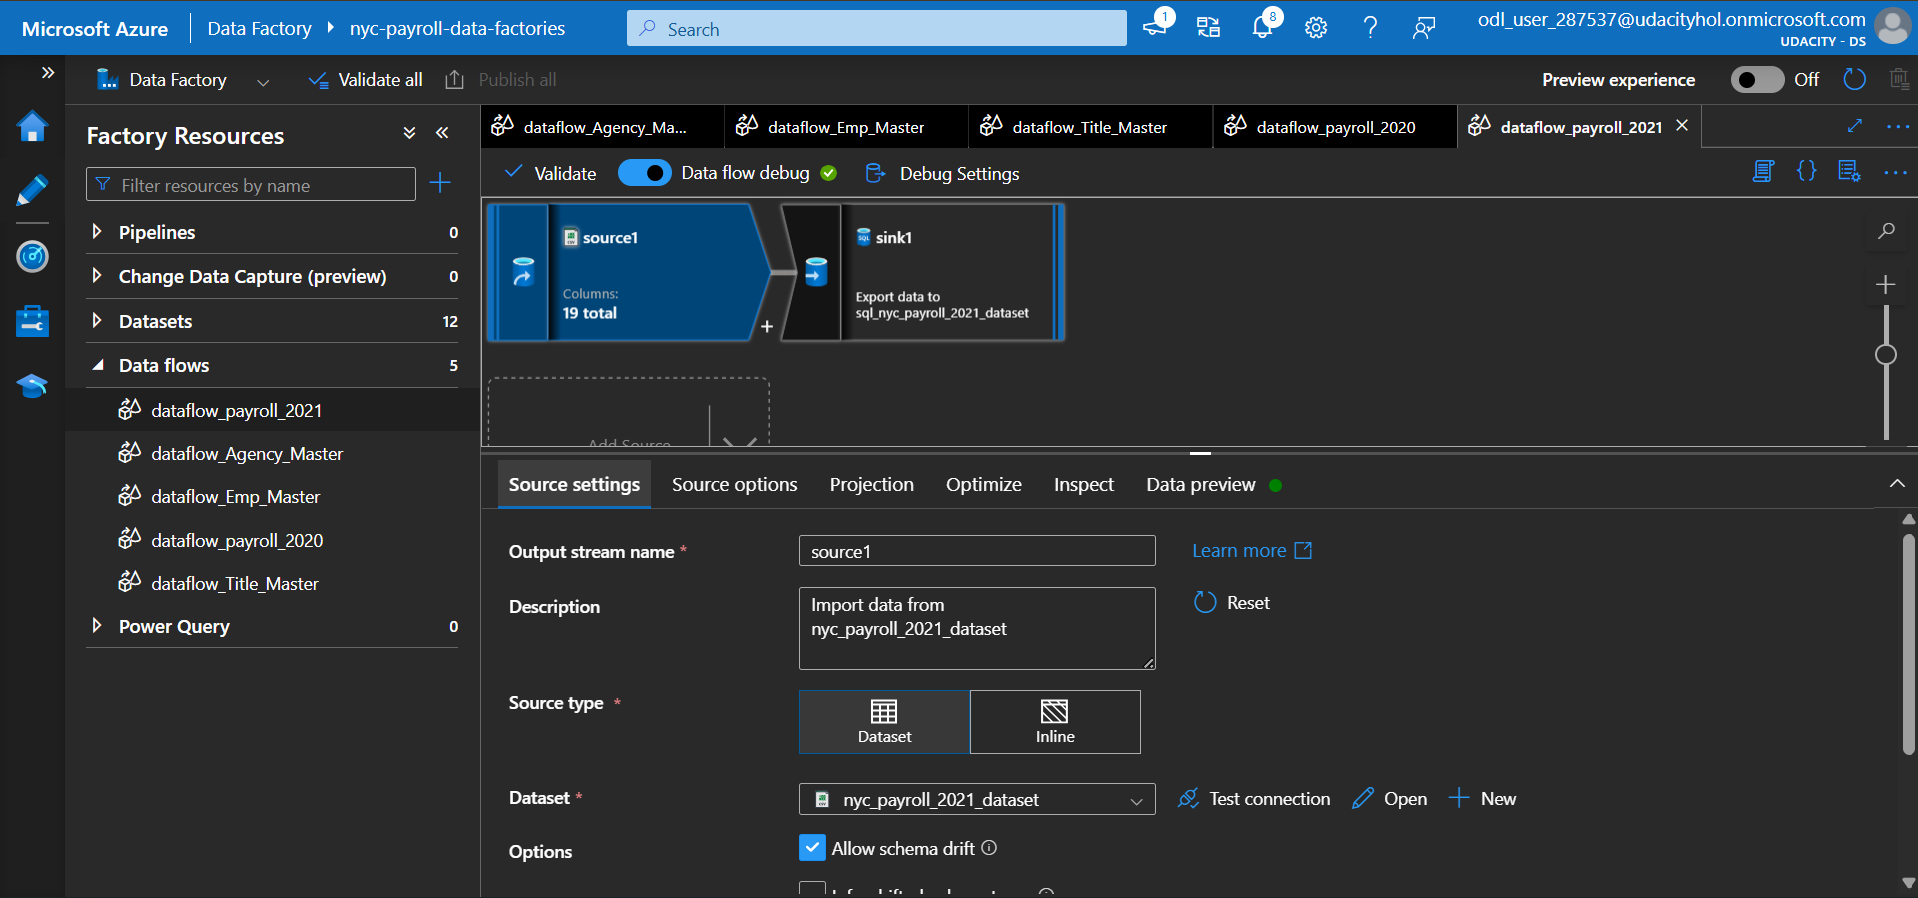 Microsoft Azure Data Factory nyc-payroll-data-factories Search 1 8 odl_user_287537@udacityhol.onmicrosoft.com
UDACITY - DS
Data Factory Validate all Publish all Preview experience Off
Factory Resources
Filter resources by name
Pipelines 0
Change Data Capture (preview) 0
Datasets 12
Data flows 5
dataflow_payroll_2021
dataflow_Agency_Master
dataflow_Emp_Master
dataflow_payroll_2020
dataflow_Title_Master
Power Query 0
dataflow_Agency_Ma... dataflow_Emp_Master dataflow_Title_Master dataflow_payroll_2020 dataflow_payroll_2021
Validate Data flow debug Debug Settings
source1
Columns:
19 total
sink1
Export data to
sql_nyc_payroll_2021_dataset
Add Source
Source settings Source options Projection Optimize Inspect Data preview
Output stream name * source1 Learn more
Description Import data from
nyc_payroll_2021_dataset
Reset
Source type *
Dataset Inline
Dataset * nyc_payroll_2021_dataset Test connection Open New
Options Allow schema drift